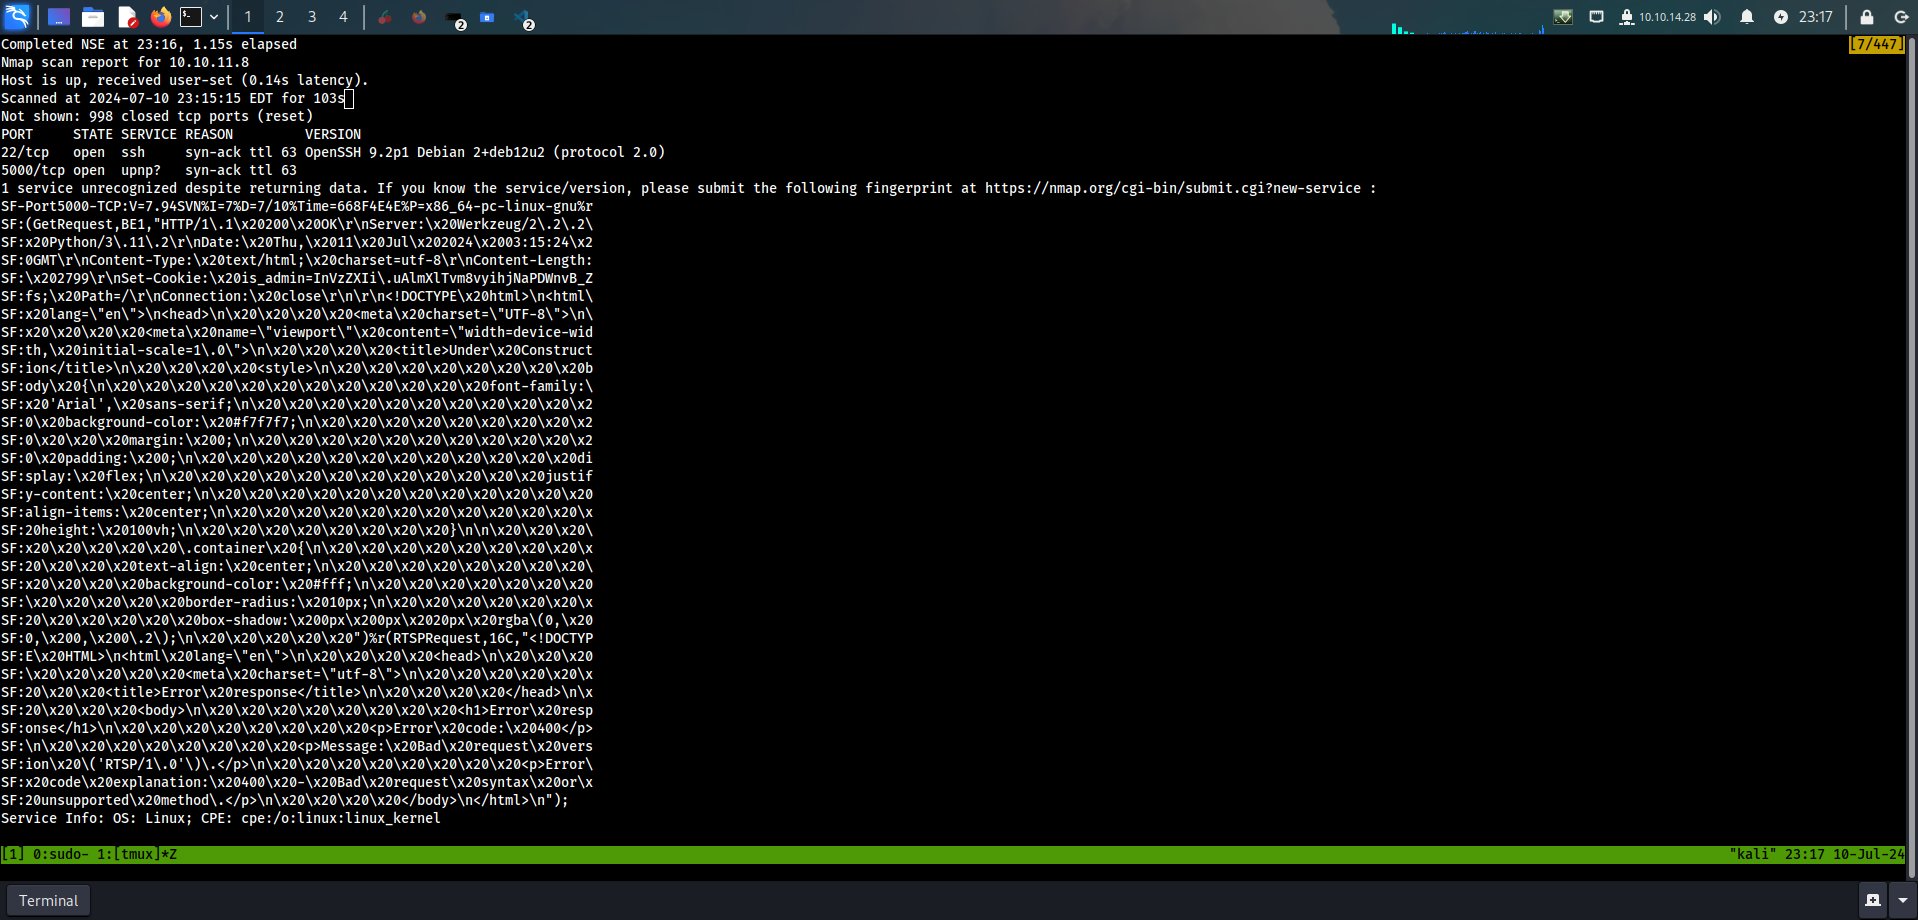 1 2 3 4 2 2 10.10.14.28 23:17
Completed NSE at 23:16, 1.15s elapsed [7/447]
Nmap scan report for 10.10.11.8
Host is up, received user-set (0.14s latency).
Scanned at 2024-07-10 23:15:15 EDT for 103s
Not shown: 998 closed tcp ports (reset)
PORT     STATE SERVICE REASON         VERSION
22/tcp   open  ssh     syn-ack ttl 63 OpenSSH 9.2p1 Debian 2+deb12u2 (protocol 2.0)
5000/tcp open  upnp?   syn-ack ttl 63
1 service unrecognized despite returning data. If you know the service/version, please submit the following fingerprint at https://nmap.org/cgi-bin/submit.cgi?new-service :
SF-Port5000-TCP:V=7.94SVN%I=7%D=7/10%Time=668F4E4E%P=x86_64-pc-linux-gnu%r
SF:(GetRequest,BE1,"HTTP/1\.1\x20200\x20OK\r\nServer:\x20Werkzeug/2\.2\.2\
SF:x20Python/3\.11\.2\r\nDate:\x20Thu,\x2011\x20Jul\x202024\x2003:15:24\x2
SF:0GMT\r\nContent-Type:\x20text/html;\x20charset=utf-8\r\nContent-Length:
SF:\x202799\r\nSet-Cookie:\x20is_admin=InVzZXIi\.uAlmXlTvm8vyihjNaPDWnvB_Z
SF:fs;\x20Path=/\r\nConnection:\x20close\r\n\r\n<!DOCTYPE\x20html>\n<html\
SF:x20lang=\"en\">\n<head>\n\x20\x20\x20\x20<meta\x20charset=\"UTF-8\">\n\
SF:x20\x20\x20\x20<meta\x20name=\"viewport\"\x20content=\"width=device-wid
SF:th,\x20initial-scale=1\.0\">\n\x20\x20\x20\x20<title>Under\x20Construct
SF:ion</title>\n\x20\x20\x20\x20<style>\n\x20\x20\x20\x20\x20\x20\x20\x20b
SF:ody\x20{\n\x20\x20\x20\x20\x20\x20\x20\x20\x20\x20\x20\x20font-family:\
SF:x20'Arial',\x20sans-serif;\n\x20\x20\x20\x20\x20\x20\x20\x20\x20\x20\x2
SF:0\x20background-color:\x20#f7f7f7;\n\x20\x20\x20\x20\x20\x20\x20\x20\x2
SF:0\x20\x20\x20margin:\x200;\n\x20\x20\x20\x20\x20\x20\x20\x20\x20\x20\x2
SF:0\x20padding:\x200;\n\x20\x20\x20\x20\x20\x20\x20\x20\x20\x20\x20\x20di
SF:splay:\x20flex;\n\x20\x20\x20\x20\x20\x20\x20\x20\x20\x20\x20\x20justif
SF:y-content:\x20center;\n\x20\x20\x20\x20\x20\x20\x20\x20\x20\x20\x20\x20
SF:align-items:\x20center;\n\x20\x20\x20\x20\x20\x20\x20\x20\x20\x20\x20\x
SF:20height:\x20100vh;\n\x20\x20\x20\x20\x20\x20\x20\x20}\n\n\x20\x20\x20\
SF:x20\x20\x20\x20\x20\.container\x20{\n\x20\x20\x20\x20\x20\x20\x20\x20\x
SF:20\x20\x20\x20text-align:\x20center;\n\x20\x20\x20\x20\x20\x20\x20\x20\
SF:x20\x20\x20\x20background-color:\x20#fff;\n\x20\x20\x20\x20\x20\x20\x20
SF:\x20\x20\x20\x20\x20border-radius:\x2010px;\n\x20\x20\x20\x20\x20\x20\x
SF:20\x20\x20\x20\x20\x20box-shadow:\x200px\x200px\x2020px\x20rgba\(0,\x20
SF:0,\x200,\x200\.2\);\n\x20\x20\x20\x20\x20")%r(RTSPRequest,16C,"<!DOCTYP
SF:E\x20HTML>\n<html\x20lang=\"en\">\n\x20\x20\x20\x20<head>\n\x20\x20\x20
SF:\x20\x20\x20\x20\x20<meta\x20charset=\"utf-8\">\n\x20\x20\x20\x20\x20\x
SF:20\x20\x20<title>Error\x20response</title>\n\x20\x20\x20\x20</head>\n\x
SF:20\x20\x20\x20<body>\n\x20\x20\x20\x20\x20\x20\x20\x20<h1>Error\x20resp
SF:onse</h1>\n\x20\x20\x20\x20\x20\x20\x20\x20<p>Error\x20code:\x20400</p>
SF:\n\x20\x20\x20\x20\x20\x20\x20\x20<p>Message:\x20Bad\x20request\x20vers
SF:ion\x20\('RTSP/1\.0'\)\.</p>\n\x20\x20\x20\x20\x20\x20\x20\x20<p>Error\
SF:x20code\x20explanation:\x20400\x20-\x20Bad\x20request\x20syntax\x20or\x
SF:20unsupported\x20method\.</p>\n\x20\x20\x20\x20</body>\n</html>\n");
Service Info: OS: Linux; CPE: cpe:/o:linux:linux_kernel
[1] 0:sudo- 1:[tmux]*Z "kali" 23:17 10-Jul-24
Terminal